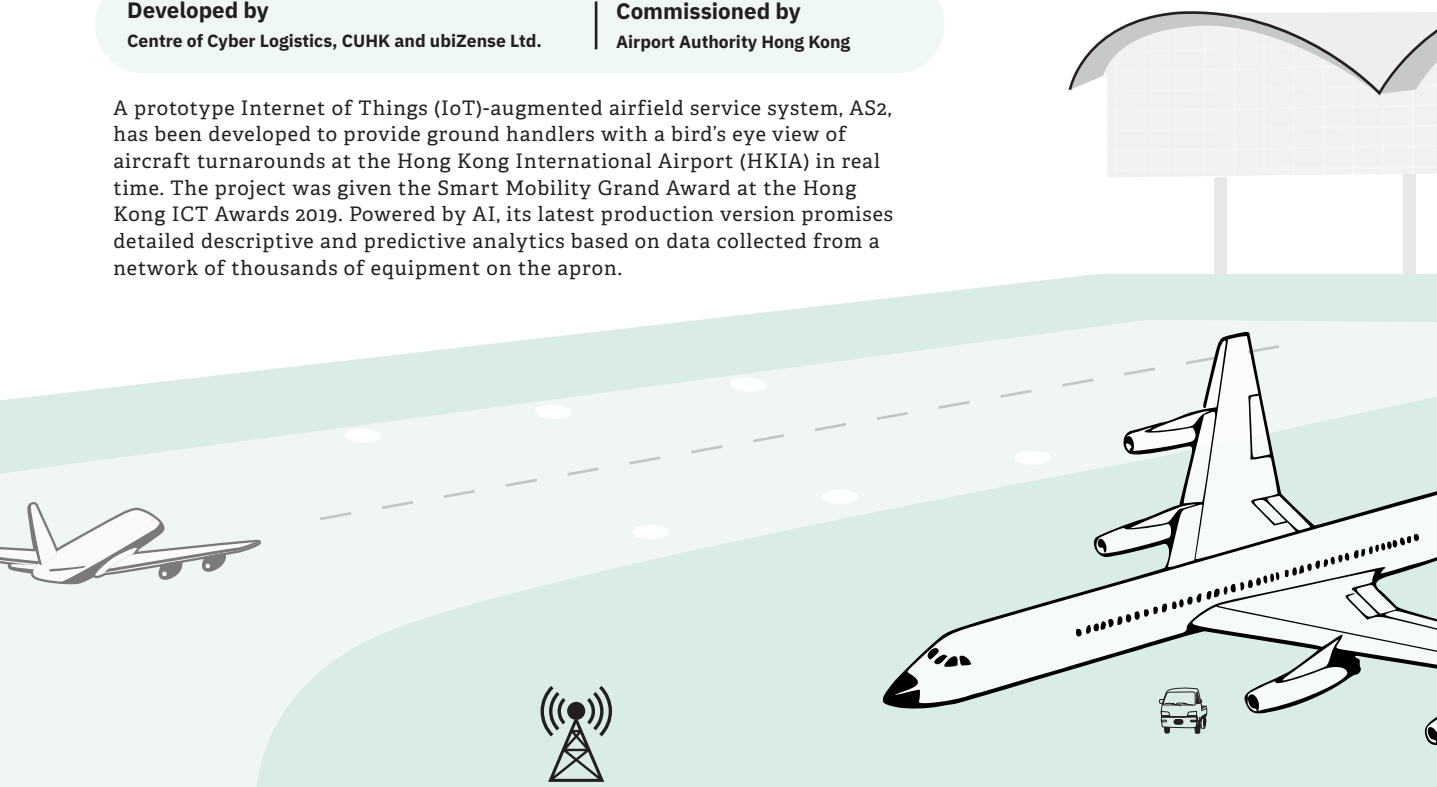 Developed by
Centre of Cyber Logistics, CUHK and ubiZense Ltd.
Commissioned by
Airport Authority Hong Kong
A prototype Internet of Things (IoT)-augmented airfield service system, AS2,
has been developed to provide ground handlers with a bird's eye view of
aircraft turnarounds at the Hong Kong International Airport (HKIA) in real
time. The project was given the Smart Mobility Grand Award at the Hong
Kong ICT Awards 2019. Powered by AI, its latest production version promises
detailed descriptive and predictive analytics based on data collected from a
network of thousands of equipment on the apron.